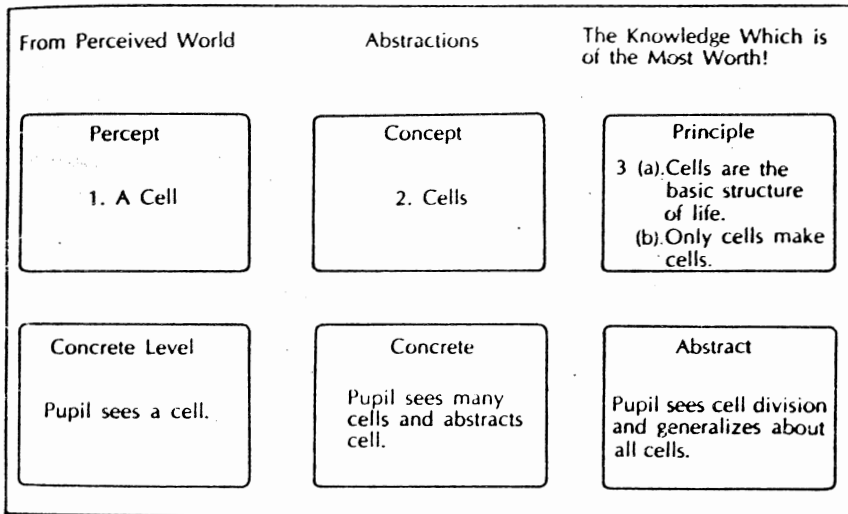 From Perceived World
Abstractions
The Knowledge Which is
of the Most Worth!
Percept
1. A Cell
Concept
2. Cells
Principle
3 (a).Cells are the
basic structure
of life.
(b).Only cells make
cells.
Concrete Level
Pupil sees a cell.
Concrete
Pupil sees many
cells and abstracts
cell.
Abstract
Pupil sees cell division
and generalizes about
all cells.